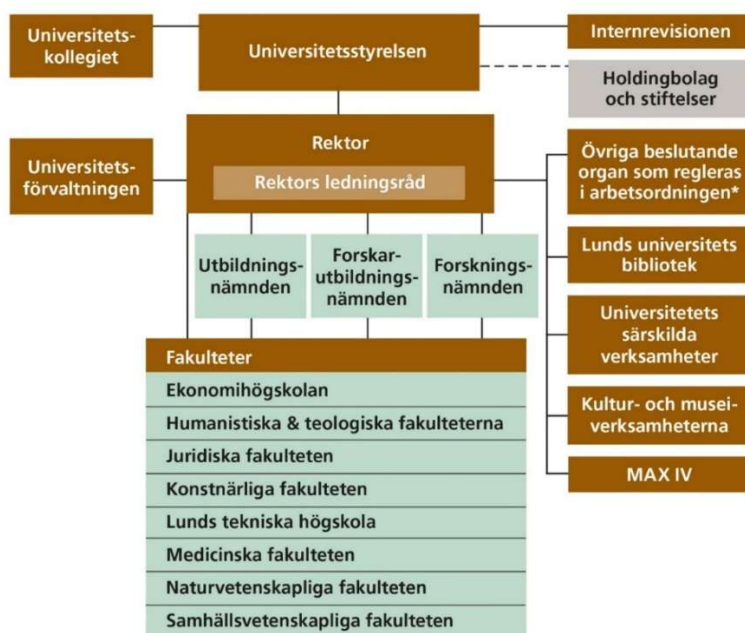 Universitets-
kollegiet
Universitetsstyrelsen
Internrevisionen
Holdingbolag
och stiftelser
Universitets-
förvaltningen
Rektor
Rektors ledningsråd
Övriga beslutande
organ som regleras
i arbetsordningen*
Utbildnings-
nämnden
Forskar-
utbildnings-
nämnden
Forsknings-
nämnden
Lunds universitets
bibliotek
Universitetets
särskilda
verksamheter
Kultur- och musei-
verksamheterna
MAX IV
Fakulteter
Ekonomihögskolan
Humanistiska & teologiska fakulteterna
Juridiska fakulteten
Konstnärliga fakulteten
Lunds tekniska högskola
Medicinska fakulteten
Naturvetenskapliga fakulteten
Samhällsvetenskapliga fakulteten